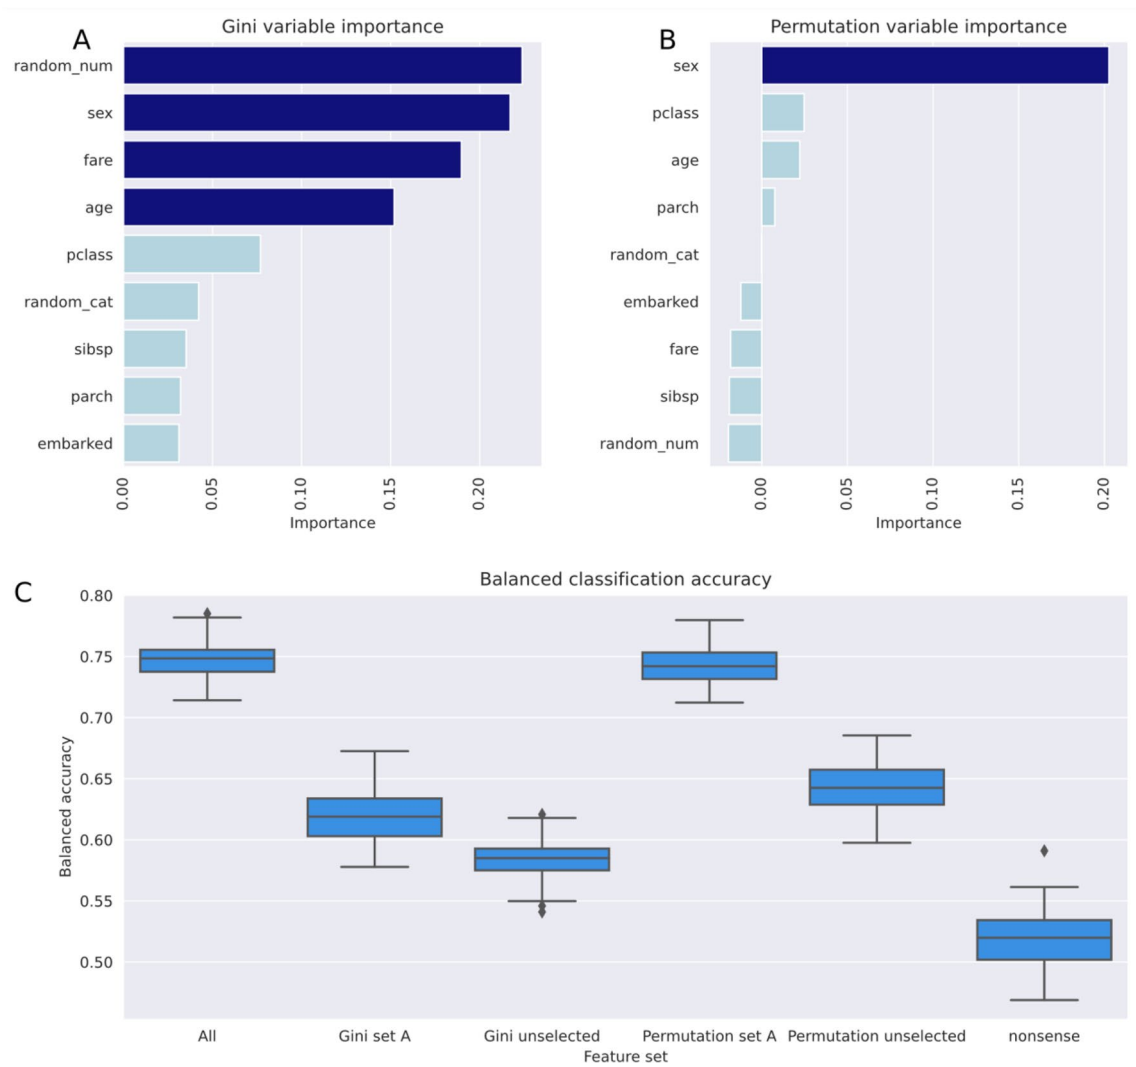 A
Gini variable importance
random_num
sex
fare
age
pclass
random_cat
sibsp
parch
embarked
0.00 0.05 0.10 0.15 0.20
Importance
B
Permutation variable importance
sex
pclass
age
parch
random_cat
embarked
fare
sibsp
random_num
0.00 0.05 0.10 0.15 0.20
Importance
C
Balanced classification accuracy
Balanced accuracy
0.80
0.75
0.70
0.65
0.60
0.55
0.50
All Gini set A Gini unselected Permutation set A Permutation unselected nonsense
Feature set